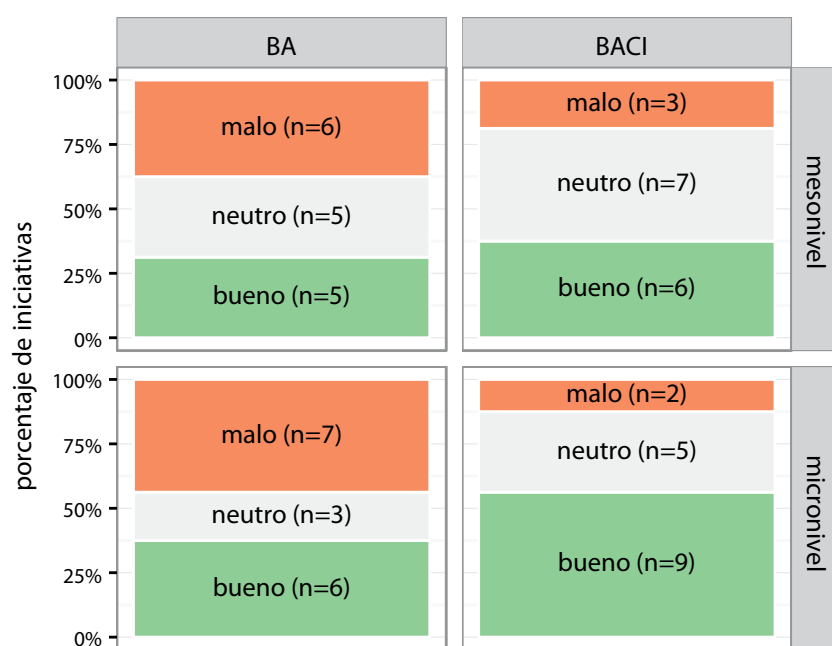 BA
BACI
porcentaje de iniciativas
100%
75%
50%
25%
0%
malo (n=6)
neutro (n=5)
bueno (n=5)
malo (n=3)
neutro (n=7)
bueno (n=6)
mesonivel
100%
75%
50%
25%
0%
malo (n=7)
neutro (n=3)
bueno (n=6)
malo (n=2)
neutro (n=5)
bueno (n=9)
micronivel